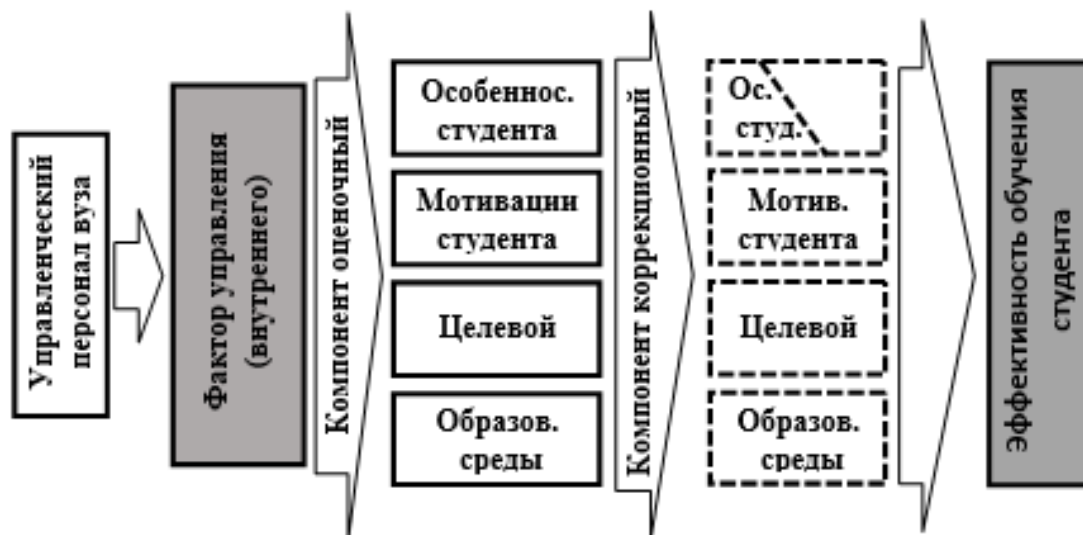 Управленческий
персонал вуза
Фактор управления
(внутреннего)
Компонент оценочный
Особеннос.
студента
Мотивации
студента
Целевой
Образов.
среды
Компонент коррекционный
Ос.
студ.
Мотив.
студента
Целевой
Образов.
среды
Эффективность обучения
студента